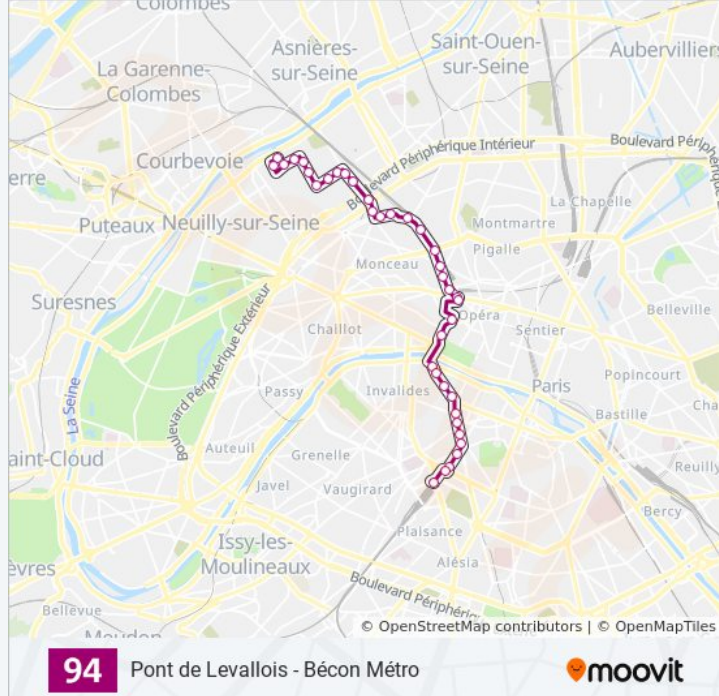 Colombes
Asnières-
sur-Seine
Saint-Ouen-
sur-Seine
Aubervilliers
La Garenne-
Colombes
Boulevard Périphérique Intérieur
Boulevard Périphérique
Courbevoie
erre
La Chapelle
Puteaux
Neuilly-sur-Seine
Montmartre
Pigalle
Monceau
Suresnes
Boulevard Périphérique Extérieur
Opéra
Belleville
Chaillot
Sentier
La Seine
Passy
Invalides
Paris
Popincourt
Bastille
Cha
aint-Cloud
Auteuil
Grenelle
Reuilly
Javel
Vaugirard
Bercy
Plaisance
Issy-les-
Moulineaux
Alésia
èvres
Boulevard Périphériq
Bellevue
Meudon
© OpenStreetMap contributors | © OpenMapTiles
94 Pont de Levallois - Bécon Métro moovit